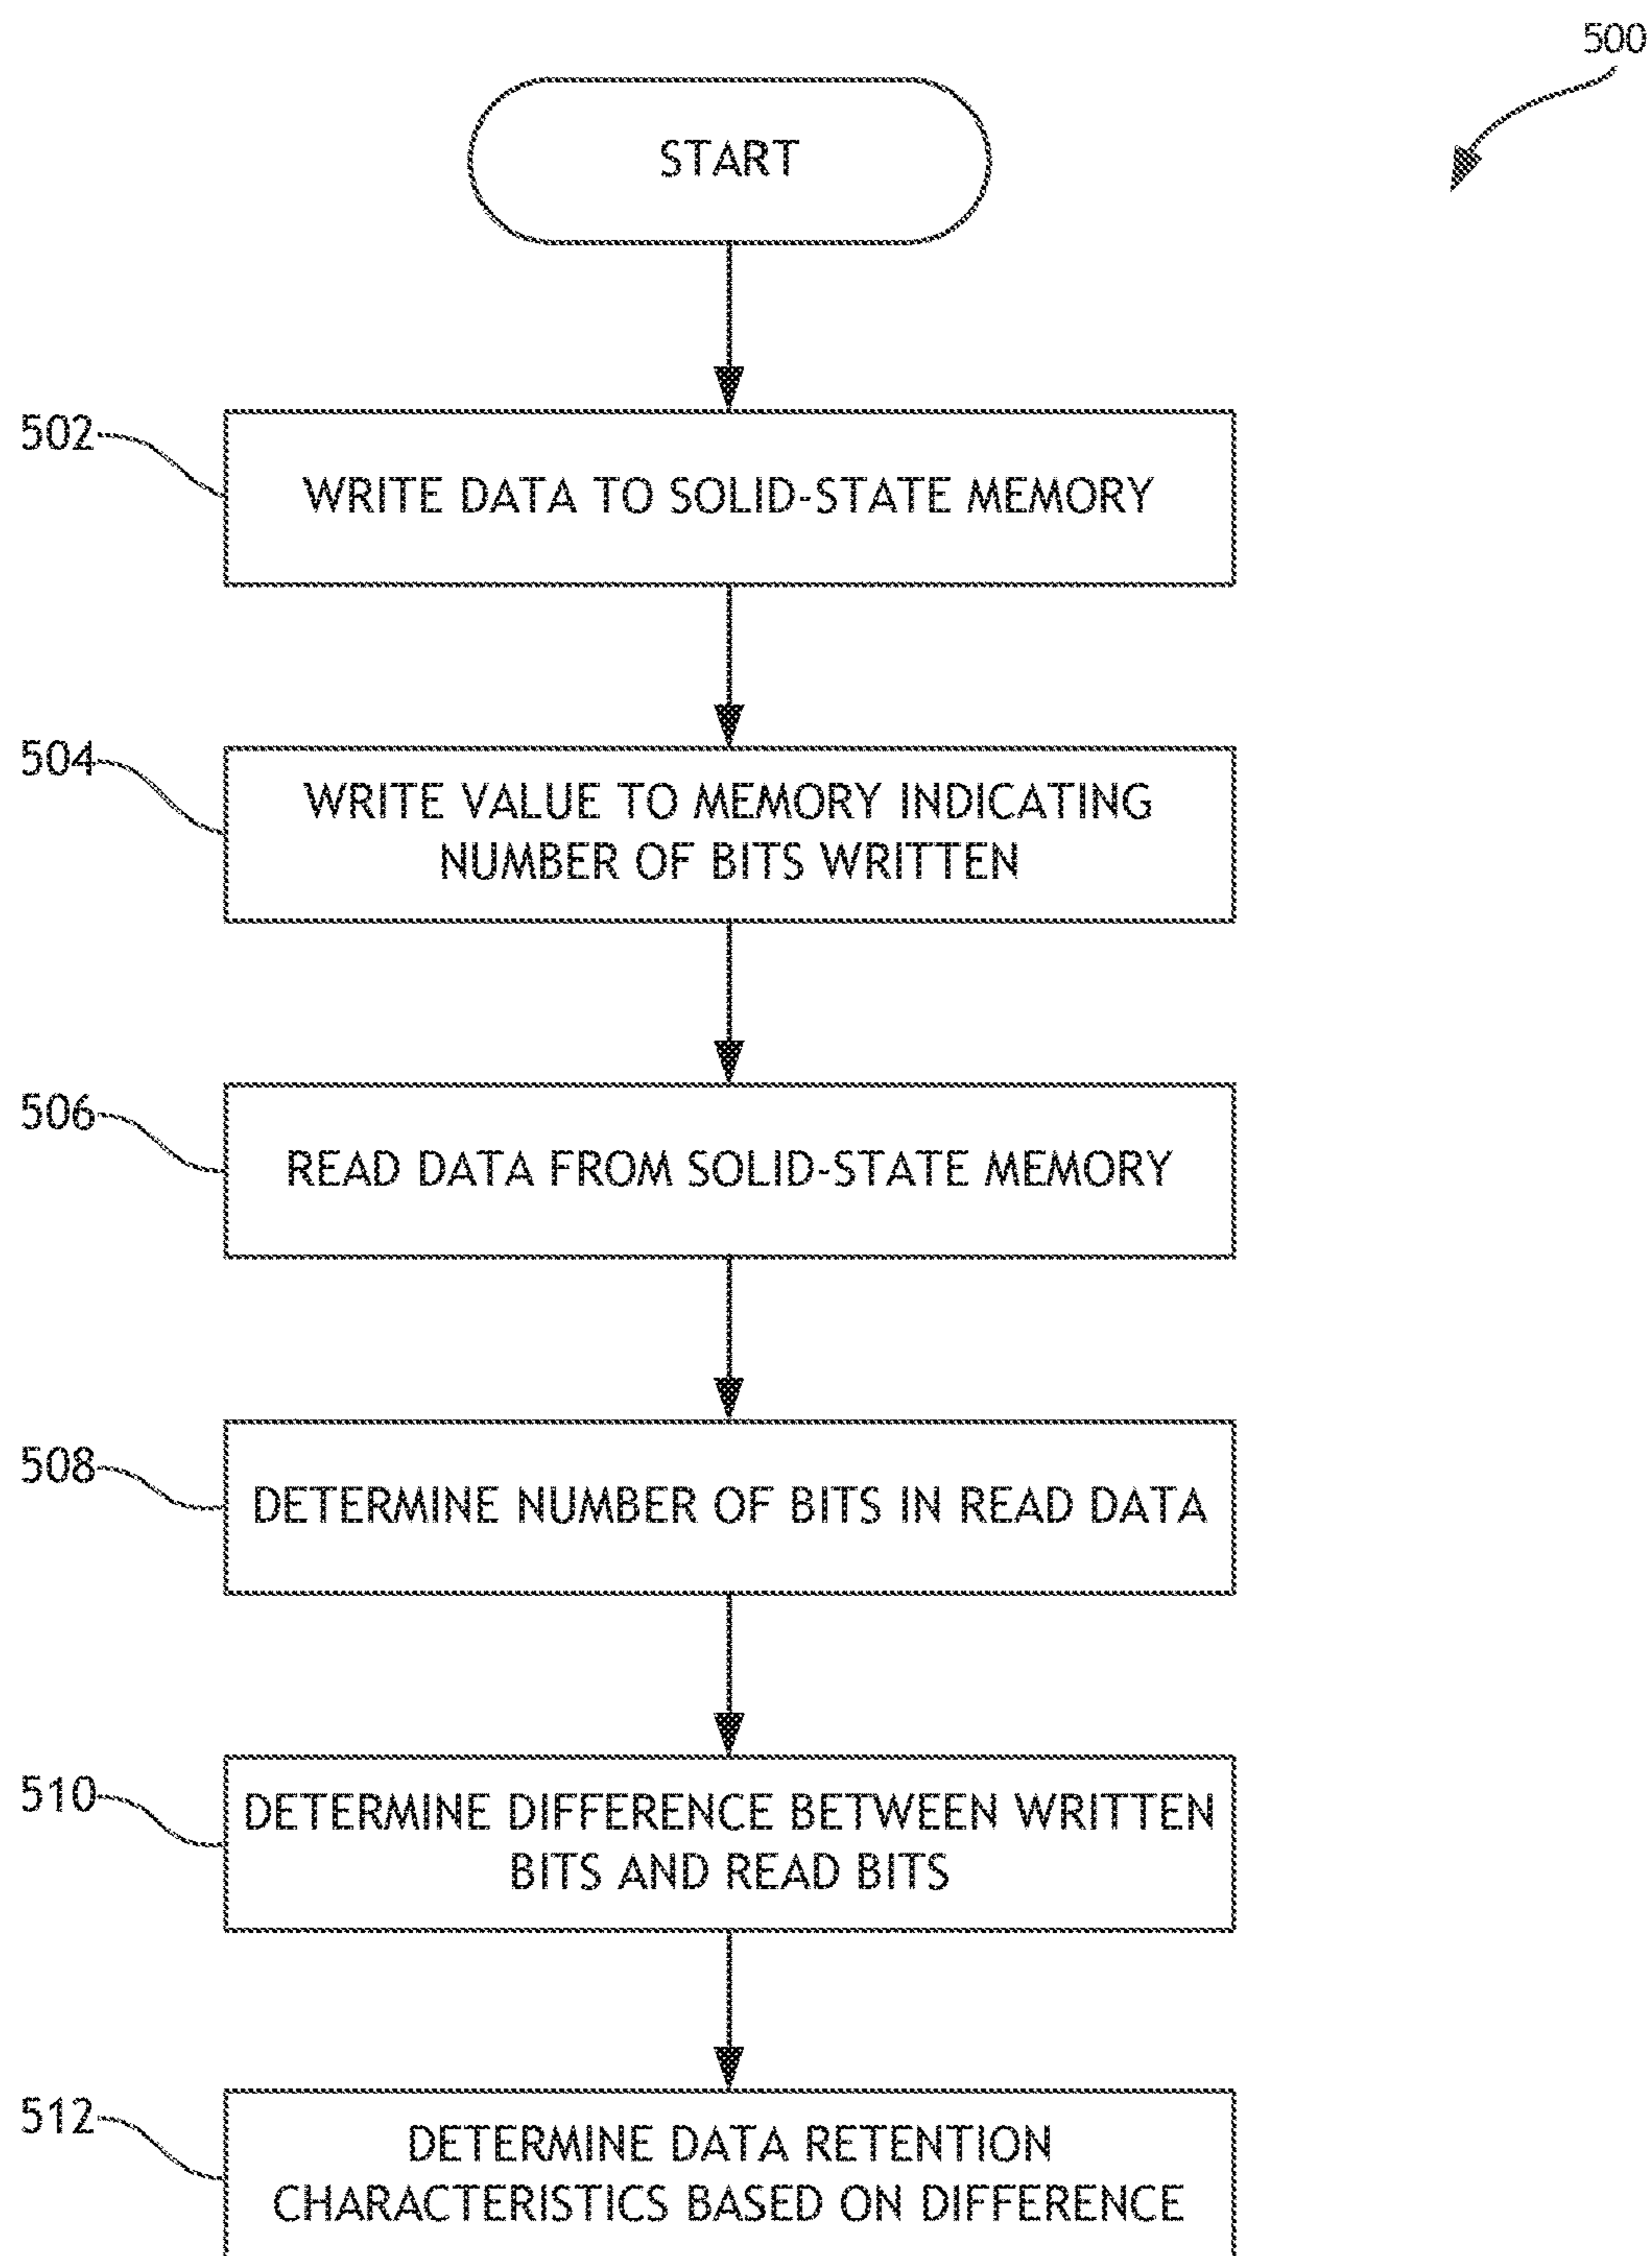 500
START
502
WRITE DATA TO SOLID-STATE MEMORY
504
WRITE VALUE TO MEMORY INDICATING
NUMBER OF BITS WRITTEN
506
READ DATA FROM SOLID-STATE MEMORY
508
DETERMINE NUMBER OF BITS IN READ DATA
510
DETERMINE DIFFERENCE BETWEEN WRITTEN
BITS AND READ BITS
512
DETERMINE DATA RETENTION
CHARACTERISTICS BASED ON DIFFERENCE